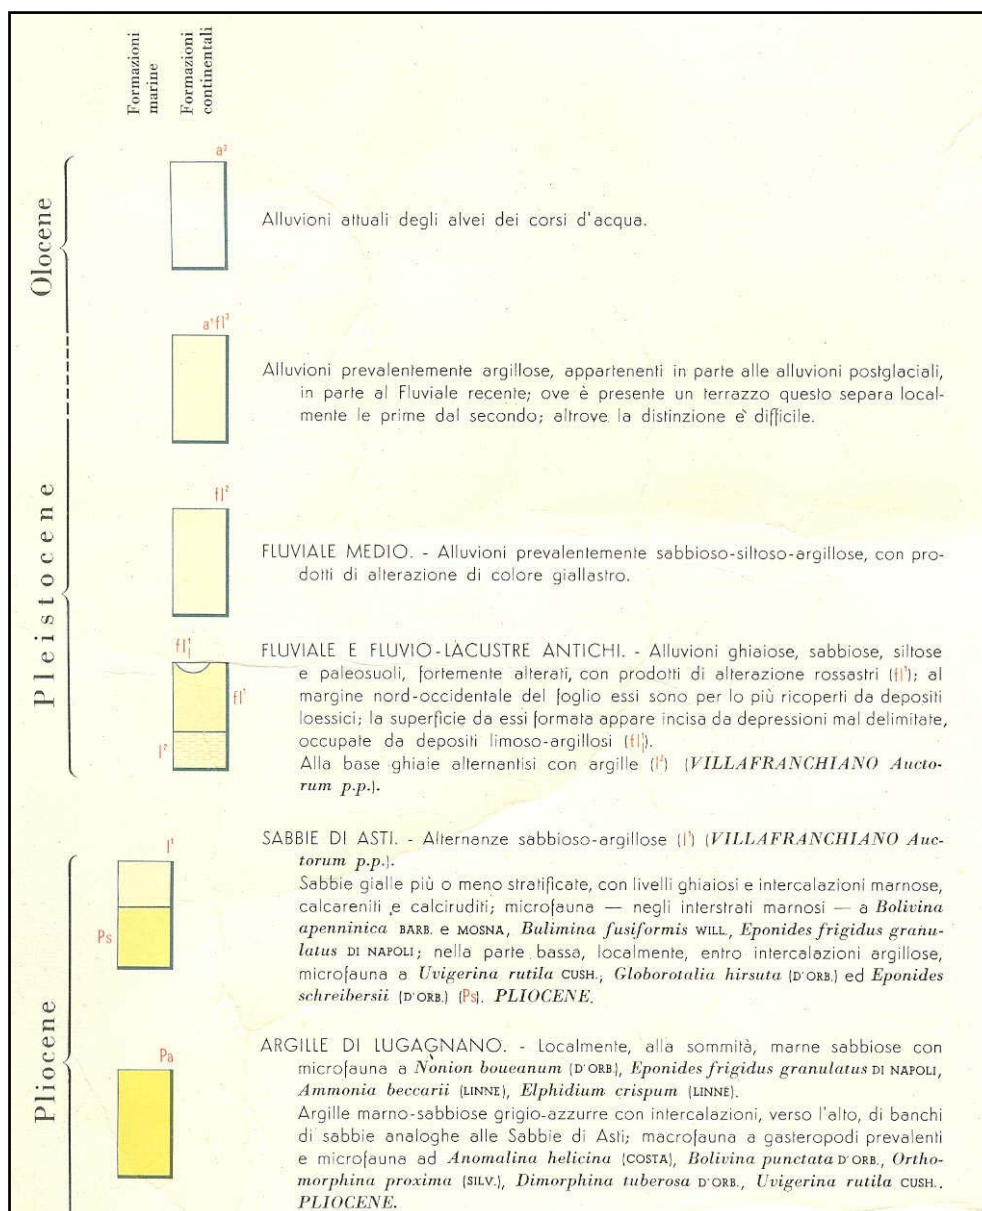 Formazioni
marine
Formazioni
continentali
Olocene
Pleistocene
Pliocene
a²
Alluvioni attuali degli alvei dei corsi d'acqua.
a¹fl³
Alluvioni prevalentemente argillose, appartenenti in parte alle alluvioni postglaciali,
in parte al Fluviale recente; ove è presente un terrazzo questo separa local-
mente le prime dal secondo; altrove la distinzione è difficile.
fl²
FLUVIALE MEDIO. - Alluvioni prevalentemente sabbioso-siltoso-argillose, con pro-
dotti di alterazione di colore giallastro.
fl¹₁
fl¹
l²
FLUVIALE E FLUVIO-LACUSTRE ANTICHI. - Alluvioni ghiaiose, sabbiose, siltose
e paleosuoli, fortemente alterati, con prodotti di alterazione rossastri (fl¹); al
margine nord-occidentale del foglio essi sono per lo più ricoperti da depositi
loessici; la superficie da essi formata appare incisa da depressioni mal delimitate,
occupate da depositi limoso-argillosi (fl¹₁).
Alla base ghiaie alternantisi con argille (l²) (VILLAFRANCHIANO Aucto-
rum p.p.).
l¹
Ps
SABBIE DI ASTI. - Alternanze sabbioso-argillose (l¹) (VILLAFRANCHIANO Auc-
torum p.p.).
Sabbie gialle più o meno stratificate, con livelli ghiaiosi e intercalazioni marnose,
calcareniti e calciruditi; microfauna — negli interstrati marnosi — a Bolivina
apenninica BARB. e MOSNA, Bulimina fusiformis WILL., Eponides frigidus granu-
latus DI NAPOLI; nella parte bassa, localmente, entro intercalazioni argillose,
microfauna a Uvigerina rutila CUSH., Globorotalia hirsuta (D'ORB.) ed Eponides
schreibersii (D'ORB.) (Ps). PLIOCENE.
Pa
ARGILLE DI LUGAGNANO. - Localmente, alla sommità, marne sabbiose con
microfauna a Nonion boueanum (D'ORB.), Eponides frigidus granulatus DI NAPOLI,
Ammonia beccarii (LINNÈ), Elphidium crispum (LINNÈ).
Argille marno-sabbiose grigio-azzurre con intercalazioni, verso l'alto, di banchi
di sabbie analoghe alle Sabbie di Asti; macrofauna a gasteropodi prevalenti
e microfauna ad Anomalina helicina (COSTA), Bolivina punctata D'ORB., Ortho-
morphina proxima (SILV.), Dimorphina tuberosa D'ORB., Uvigerina rutila CUSH..
PLIOCENE.